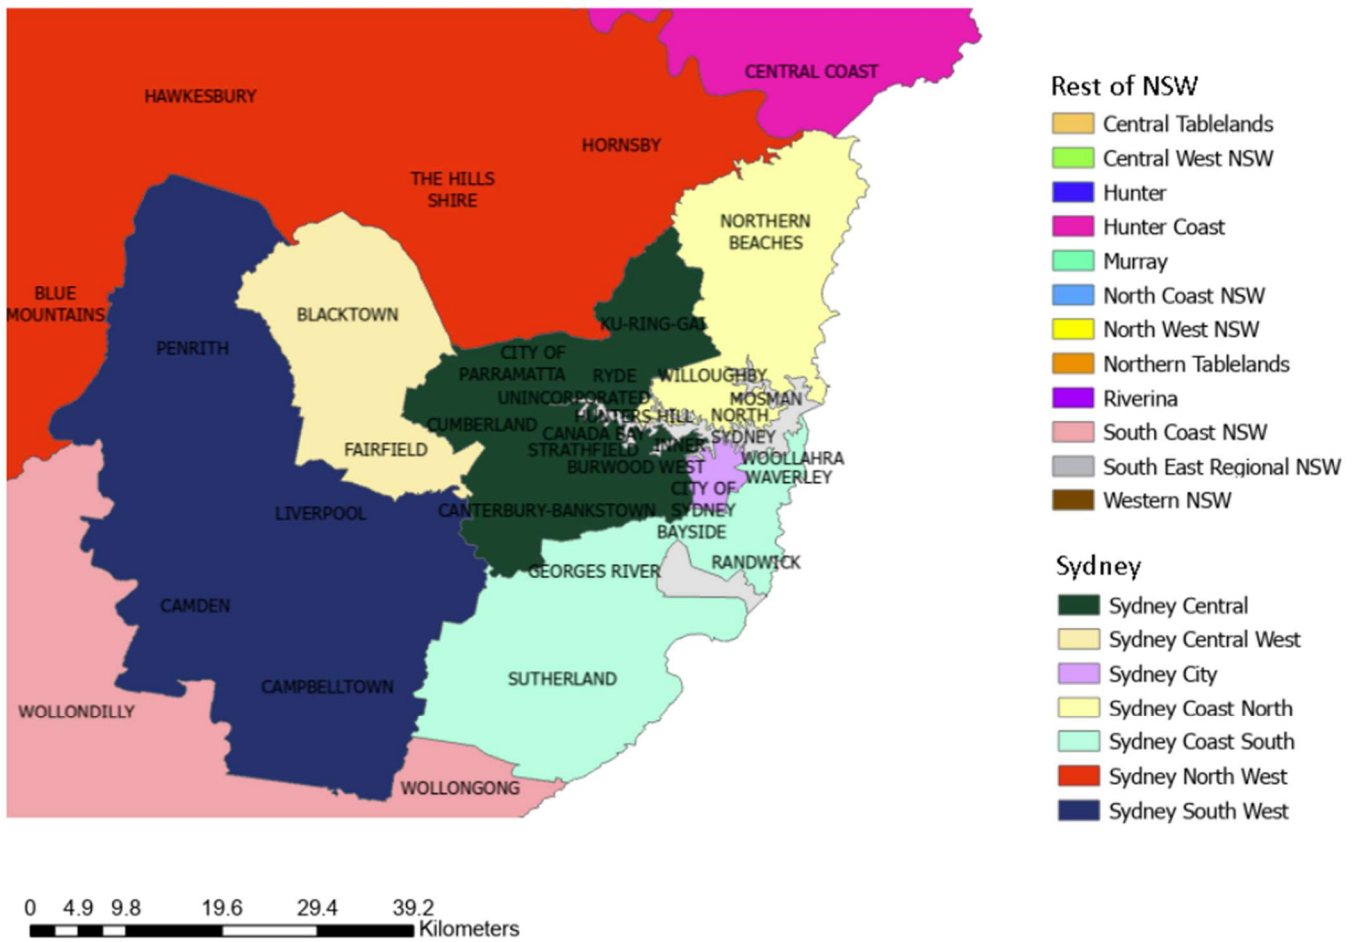 CENTRAL COAST
HAWKESBURY
HORNSBY
THE HILLS
SHIRE
NORTHERN
BEACHES
BLUE
MOUNTAINS
BLACKTOWN
KU-RING-GAI
PENRITH
CITY OF
PARRAMATTA
RYDE
WILLOUGHBY
UNINCORPORATED
MOSMAN
HUNTERS HILL
NORTH
SYDNEY
CUMBERLAND
CANADA BAY
INNER
FAIRFIELD
STRATHFIELD
WOOLLAHRA
BURWOOD WEST
WAVERLEY
CITY OF
SYDNEY
LIVERPOOL
CANTERBURY-BANKSTOWN
BAYSIDE
RANDWICK
GEORGES RIVER
CAMDEN
SUTHERLAND
CAMPBELLTOWN
WOLLONDILLY
WOLLONGONG
Rest of NSW
Central Tablelands
Central West NSW
Hunter
Hunter Coast
Murray
North Coast NSW
North West NSW
Northern Tablelands
Riverina
South Coast NSW
South East Regional NSW
Western NSW
Sydney
Sydney Central
Sydney Central West
Sydney City
Sydney Coast North
Sydney Coast South
Sydney North West
Sydney South West
0 4.9 9.8 19.6 29.4 39.2
Kilometers